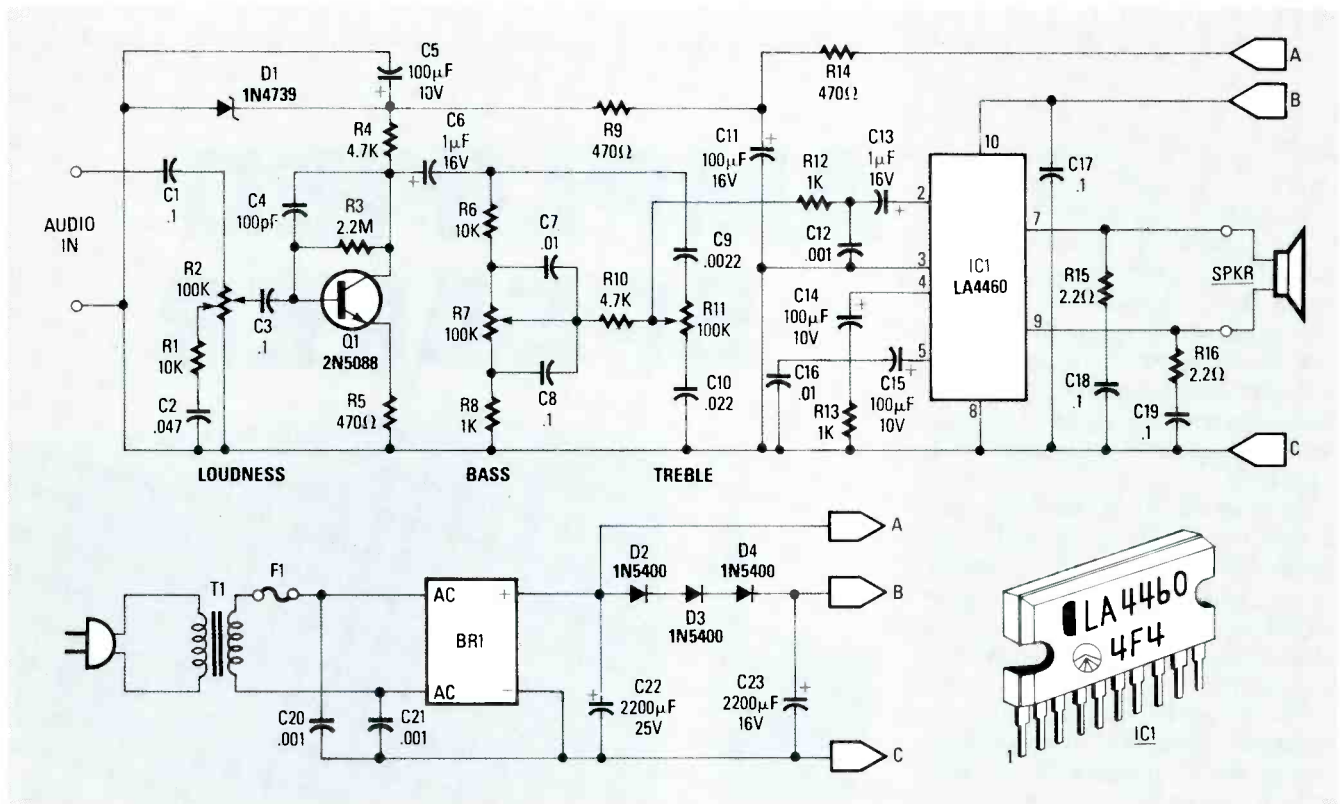 C5
100µF
10V
+
D1
1N4739
R4
4.7K
C6
1µF
16V
+
R9
470Ω
R14
470Ω
A
B
C11
100µF
16V
+
R12
1K
C13
1µF
16V
+
10
C17
.1
C1
.1
AUDIO
IN
C4
100pF
R3
2.2M
R6
10K
C7
.01
C9
.0022
C12
.001
2
3
4
5
7
9
8
IC1
LA4460
R15
2.2Ω
SPKR
R2
100K
C3
.1
R1
10K
Q1
2N5088
R7
100K
R10
4.7K
R11
100K
C14
100µF
10V
+
C16
.01
C15
100µF
10V
+
R16
2.2Ω
C2
.047
R5
470Ω
R8
1K
C8
.1
C10
.022
R13
1K
C18
.1
C19
.1
C
LOUDNESS
BASS
TREBLE
T1
F1
AC
+
BR1
AC
−
C20
.001
C21
.001
D2
1N5400
D3
1N5400
D4
1N5400
A
B
C22
2200µF
25V
+
C23
2200µF
16V
+
C
LA4460
4F4
1
IC1